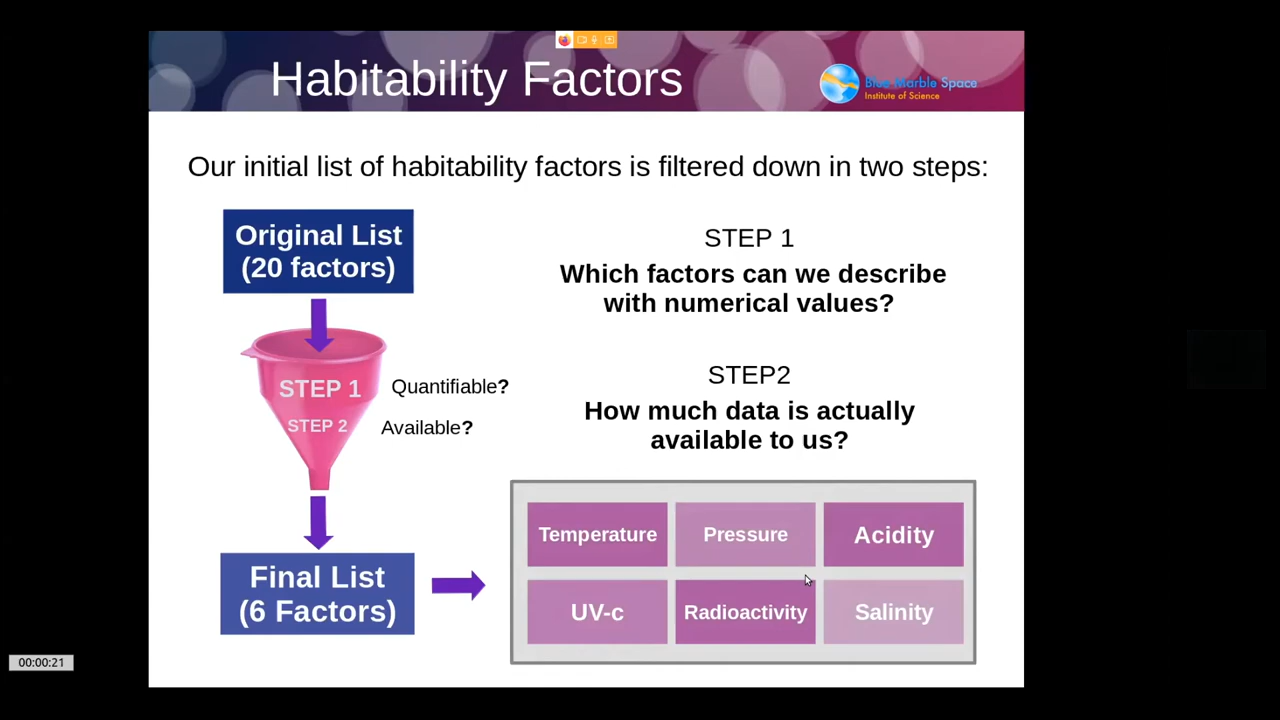 Habitability Factors
Blue Marble Space
Institute of Science
Our initial list of habitability factors is filtered down in two steps:
Original List
(20 factors)
STEP 1
Quantifiable?
STEP 2
Available?
Final List
(6 Factors)
STEP 1
Which factors can we describe
with numerical values?
STEP2
How much data is actually
available to us?
Temperature
Pressure
Acidity
UV-c
Radioactivity
Salinity
00:00:21